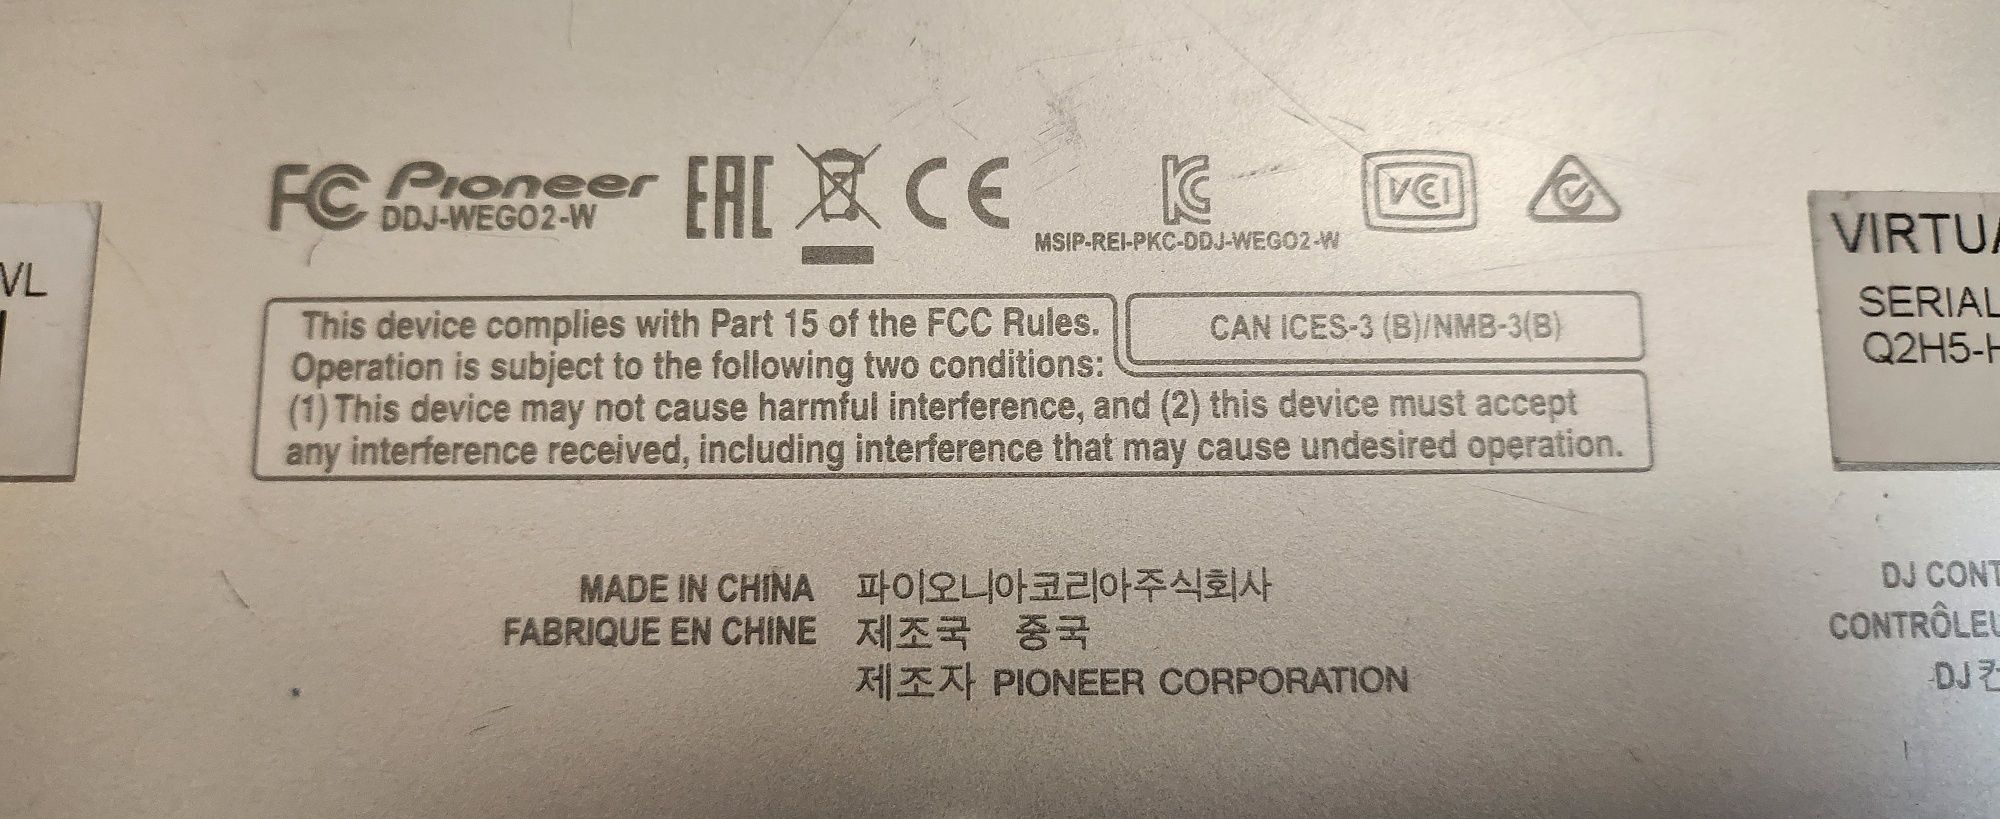 VL
FC Pioneer EAC CE KC VCI
DDJ-WEGO2-W
MSIP-REI-PKC-DDJ-WEGO2-W
This device complies with Part 15 of the FCC Rules.
Operation is subject to the following two conditions:
(1) This device may not cause harmful interference, and (2) this device must accept
any interference received, including interference that may cause undesired operation.
CAN ICES-3 (B)/NMB-3(B)
SERIAL
Q2H5-
MADE IN CHINA 파이오니아코리아주식회사
FABRIQUE EN CHINE 제조국 중국
제조자 PIONEER CORPORATION
DJ
DJ